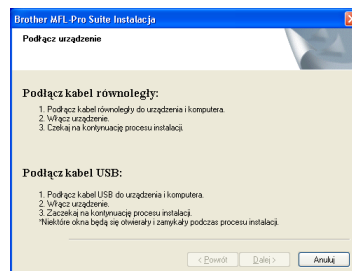 Brother MFL-Pro Suite Instalacja
Podłącz urządzenie
Podłącz kabel równoległy:
1. Podłącz kabel równoległy do urządzenia i komputera.
2. Włącz urządzenie.
3. Czekaj na kontynuację procesu instalacji.
Podłącz kabel USB:
1. Podłącz kabel USB do urządzenia i komputera.
2. Włącz urządzenie.
3. Zaczekaj na kontynuację procesu instalacji.
*Niektóre okna będą się otwierały i zamykały podczas procesu instalacji.
< Powrót
Dalej >
Anuluj